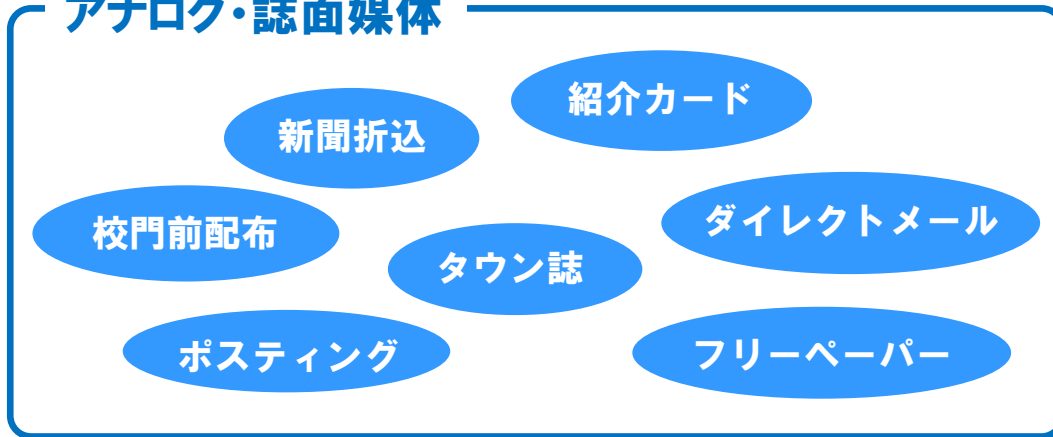 アナログ・誌面媒体
紹介カード
新聞折込
ダイレクトメール
校門前配布
タウン誌
ポスティング
フリーペーパー